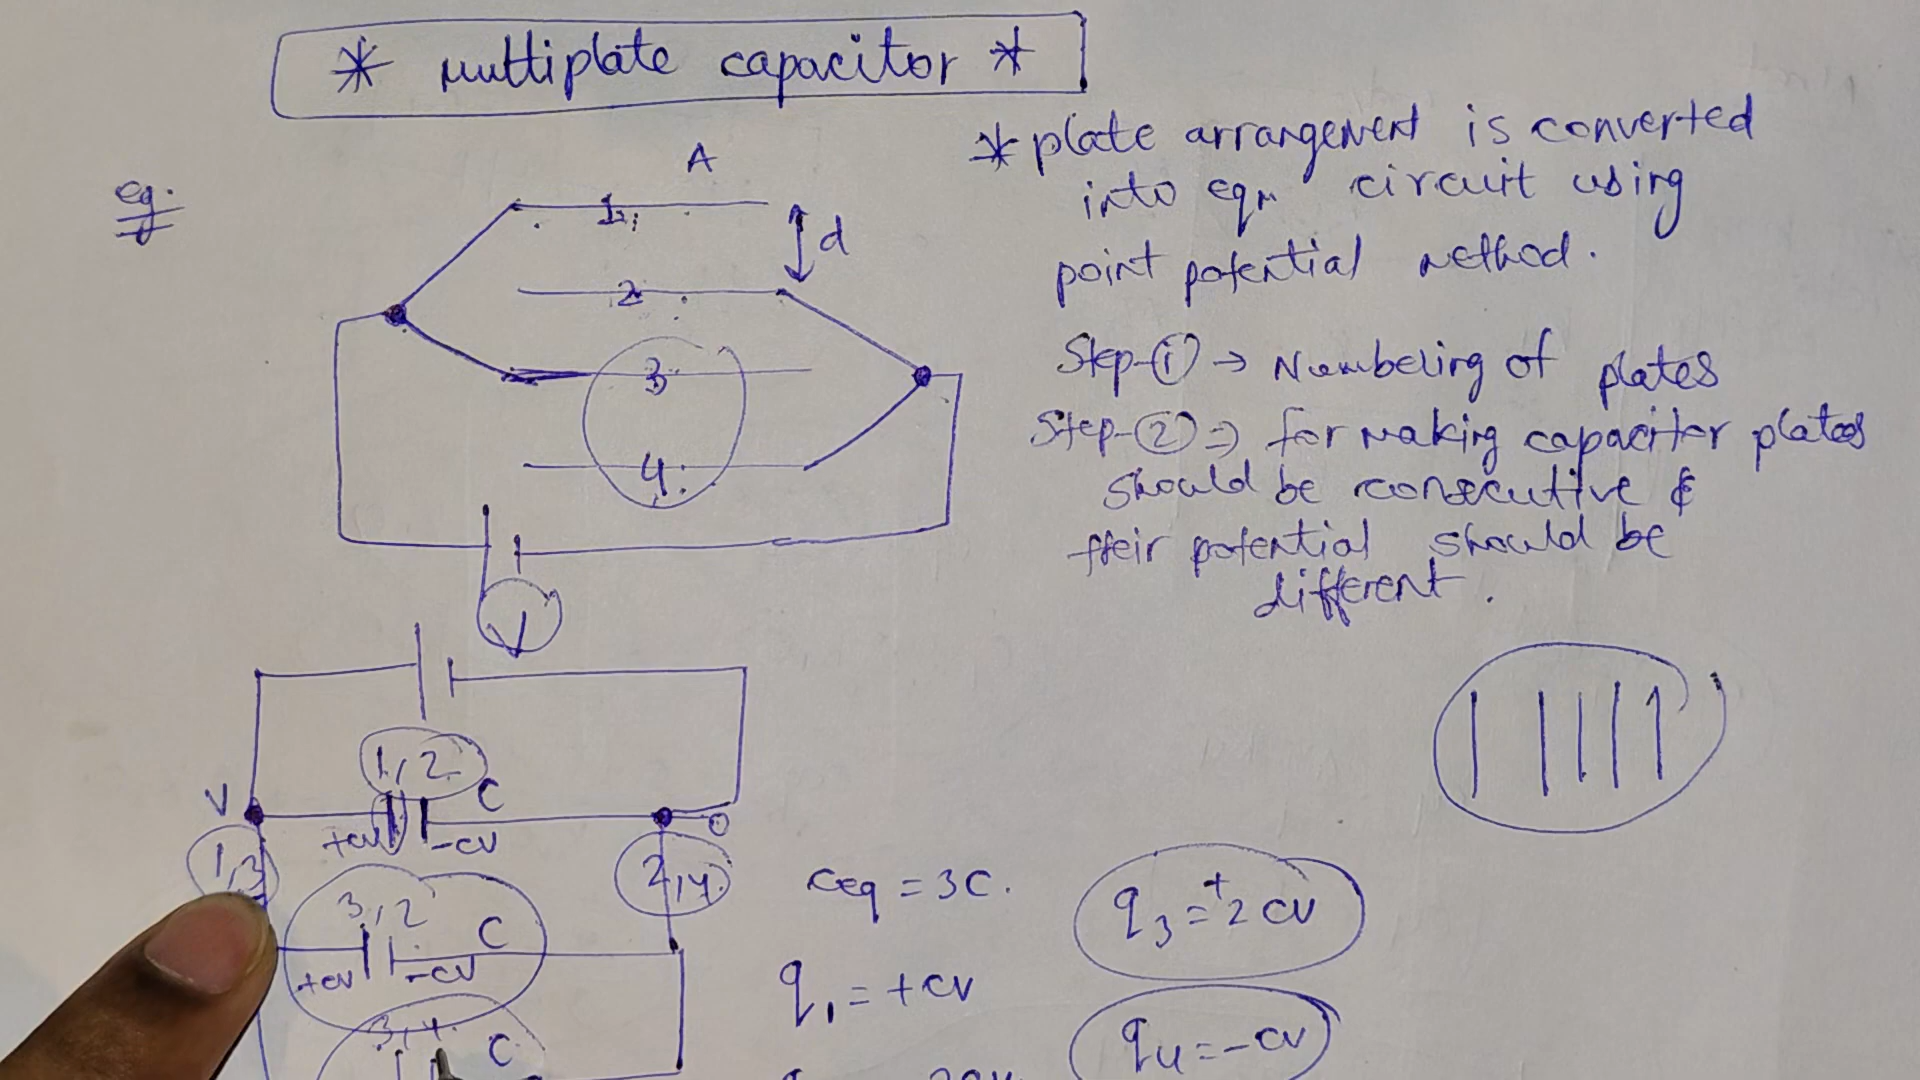 * Multiplate capacitor *
eg.
A
1
d
2
3
4
V
* plate arrangement is converted
into eqn circuit using
point potential method.
Step-① → Numbering of plates
Step-② ⇒ for making capacitor plates
should be consecutive &
their potential should be
different.
1,2
V
C
+CV
-CV
0
1,3
2,4
3,2
C
+CV
-CV
3,4
C
Ceq = 3C.
q₁ = +CV
q₃ = +2CV
q₄ = -CV